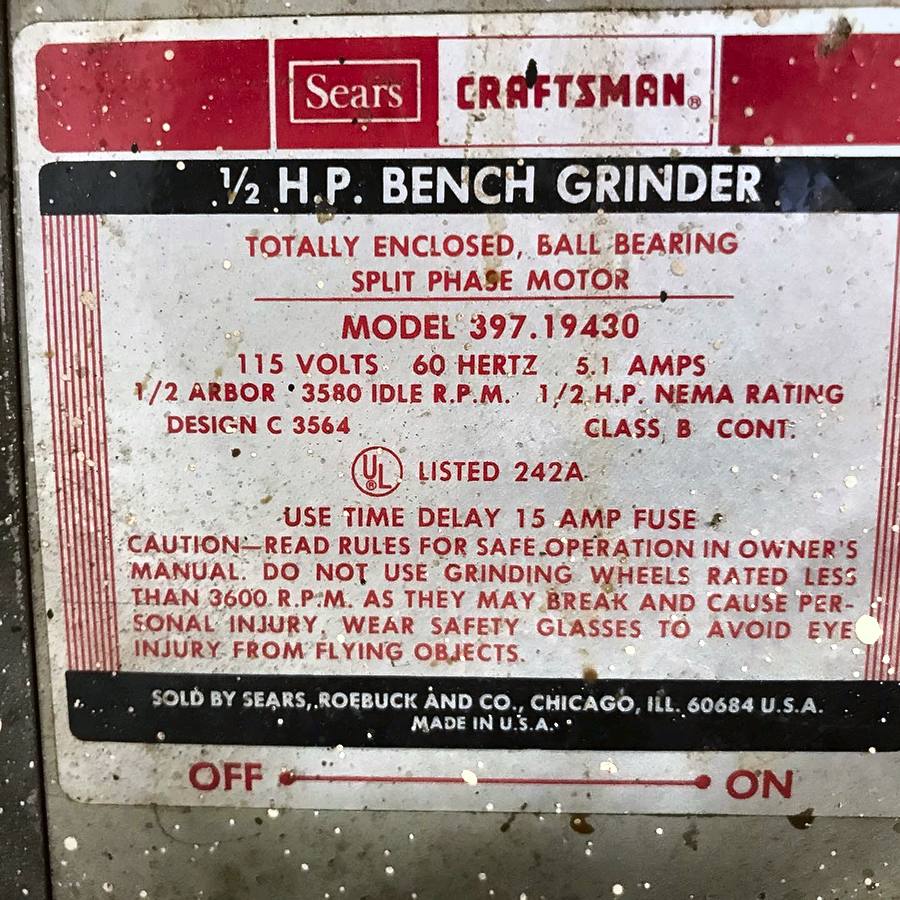 Sears CRAFTSMAN®
½ H.P. BENCH GRINDER
TOTALLY ENCLOSED, BALL BEARING
SPLIT PHASE MOTOR
MODEL 397.19430
115 VOLTS 60 HERTZ 5.1 AMPS
1/2 ARBOR 3580 IDLE R.P.M. 1/2 H.P. NEMA RATING
DESIGN C 3564 CLASS B CONT.
UL® LISTED 242A
USE TIME DELAY 15 AMP FUSE
CAUTION—READ RULES FOR SAFE OPERATION IN OWNER'S
MANUAL. DO NOT USE GRINDING WHEELS RATED LESS
THAN 3600 R.P.M. AS THEY MAY BREAK AND CAUSE PER-
SONAL INJURY. WEAR SAFETY GLASSES TO AVOID EYE
INJURY FROM FLYING OBJECTS.
SOLD BY SEARS, ROEBUCK AND CO., CHICAGO, ILL. 60684 U.S.A.
MADE IN U.S.A.
OFF ON